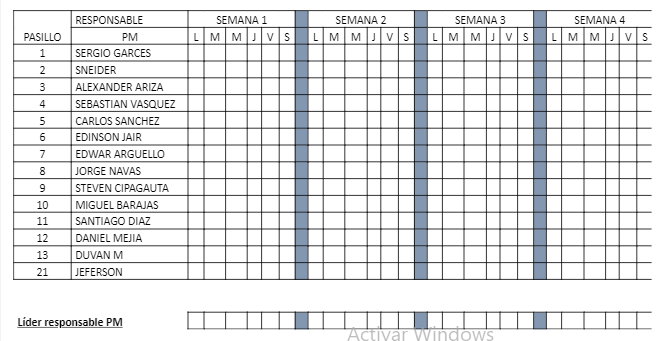 RESPONSABLE SEMANA 1 SEMANA 2 SEMANA 3 SEMANA 4
PASILLO PM L M M J V S L M M J V S L M M J V S L M M J V S
1 SERGIO GARCES
2 SNEIDER
3 ALEXANDER ARIZA
4 SEBASTIAN VASQUEZ
5 CARLOS SANCHEZ
6 EDINSON JAIR
7 EDWAR ARGUELLO
8 JORGE NAVAS
9 STEVEN CIPAGAUTA
10 MIGUEL BARAJAS
11 SANTIAGO DIAZ
12 DANIEL MEJIA
13 DUVAN M
21 JEFERSON
Líder responsable PM
Activar Windows